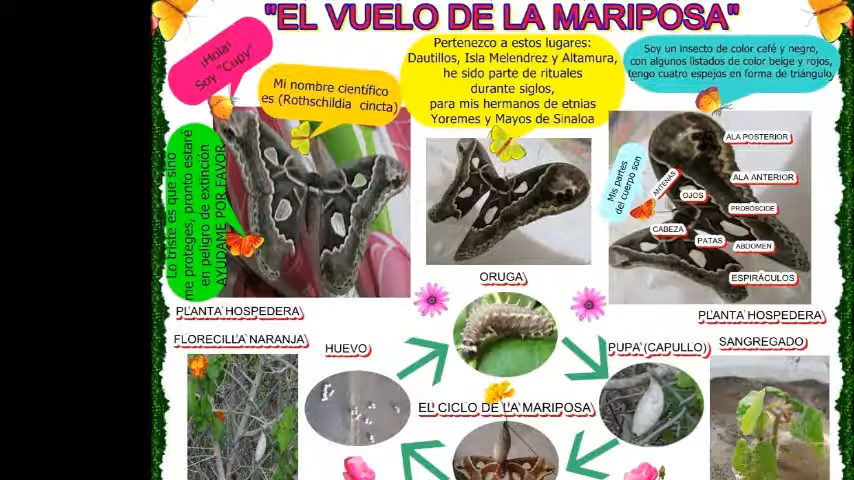 "EL VUELO DE LA MARIPOSA"
¡Hola!
Soy "Cupy"
Mi nombre científico
es (Rothschildia cincta)
Pertenezco a estos lugares:
Dautillos, Isla Melendrez y Altamura,
he sido parte de rituales
durante siglos,
para mis hermanos de etnias
Yoremes y Mayos de Sinaloa
Soy un insecto de color café y negro,
con algunos listados de color beige y rojos,
tengo cuatro espejos en forma de triángulo.
Lo triste es que sino
me proteges, pronto estaré
en peligro de extinción
AYUDAME POR FAVOR
Mis partes
del cuerpo son
ALA POSTERIOR
ALA ANTERIOR
ANTENAS
OJOS
PROBÓSCIDE
CABEZA
PATAS
ABDOMEN
ESPIRÁCULOS
PLANTA HOSPEDERA
FLORECILLA NARANJA
HUEVO
ORUGA
PUPA (CAPULLO)
PLANTA HOSPEDERA
SANGREGADO
EL CICLO DE LA MARIPOSA